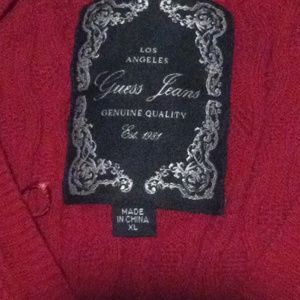 LOS
ANGELES
Guess Jeans
GENUINE QUALITY
Est. 1981
MADE
IN CHINA
XL